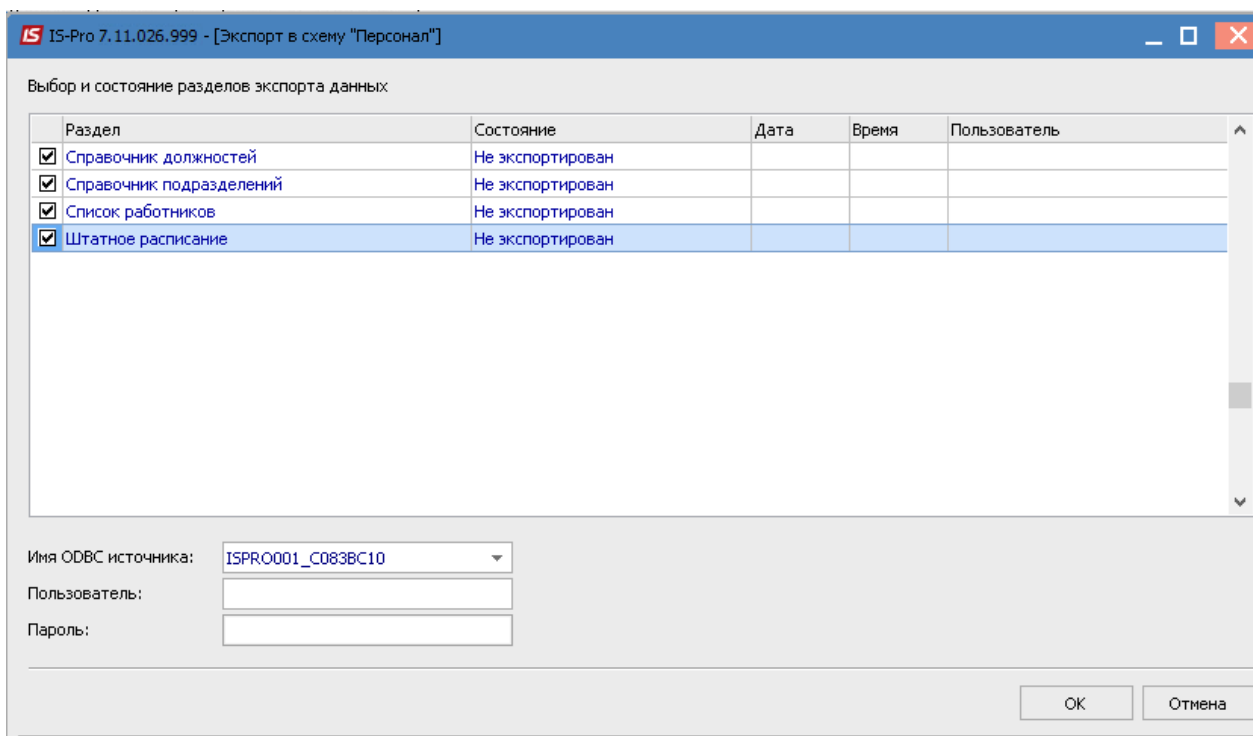 IS IS-Pro 7.11.026.999 - [Экспорт в схему "Персонал"]
Выбор и состояние разделов экспорта данных
Раздел Состояние Дата Время Пользователь
Справочник должностей Не экспортирован
Справочник подразделений Не экспортирован
Список работников Не экспортирован
Штатное расписание Не экспортирован
Имя ODBC источника: ISPRO001_C083BC10
Пользователь:
Пароль:
OK Отмена